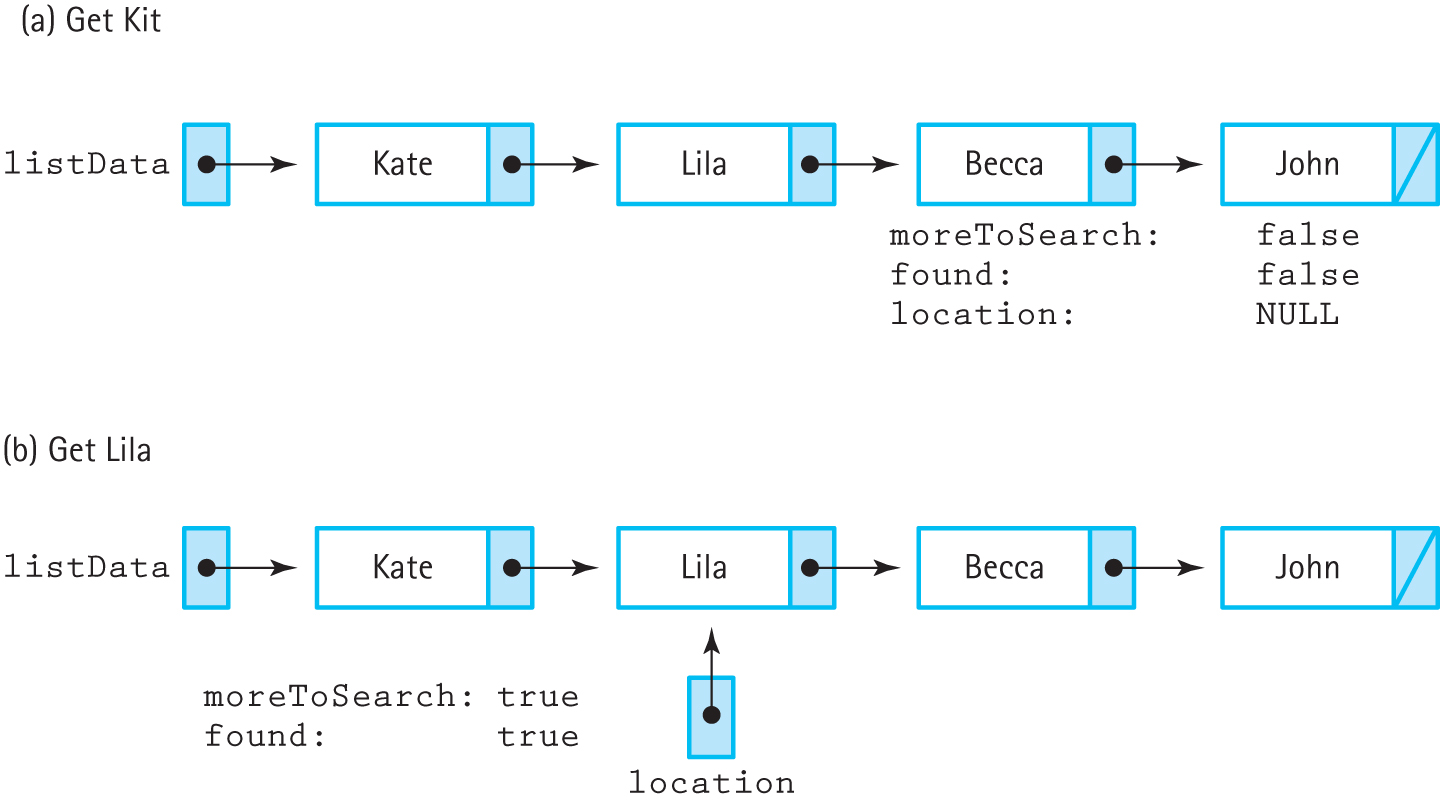 (a) Get Kit
listData Kate Lila Becca John
moreToSearch: false
found: false
location: NULL
(b) Get Lila
listData Kate Lila Becca John
moreToSearch: true
found: true
location